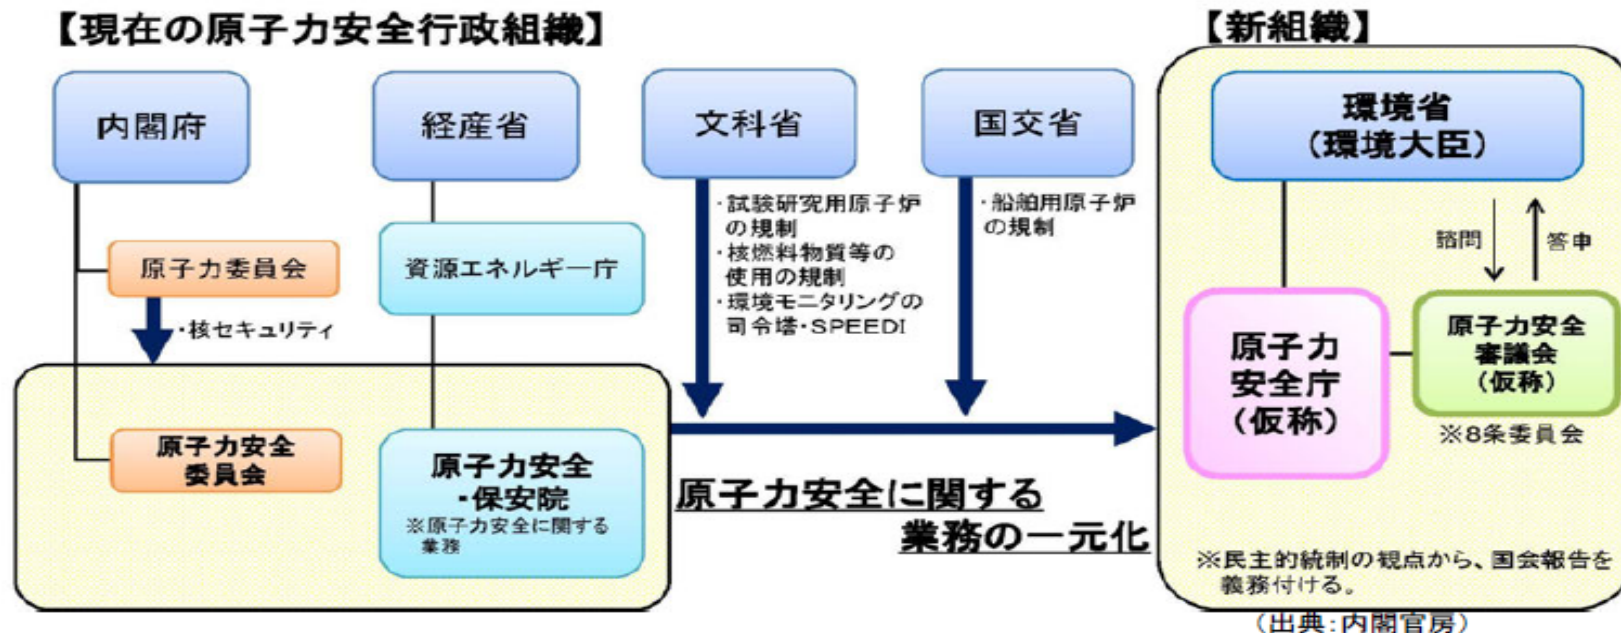 【現在の原子力安全行政組織】
【新組織】
内閣府
経産省
文科省
国交省
環境省
(環境大臣)
原子力委員会
・核セキュリティ
資源エネルギー庁
・試験研究用原子炉
の規制
・核燃料物質等の
使用の規制
・環境モニタリングの
司令塔・SPEEDI
・船舶用原子炉
の規制
諮問
答申
原子力安全
委員会
原子力安全
・保安院
※原子力安全に関する
業務
原子力安全に関する
業務の一元化
原子力
安全庁
(仮称)
原子力安全
審議会
(仮称)
※8条委員会
※民主的統制の観点から、国会報告を
義務付ける。
(出典:内閣官房)